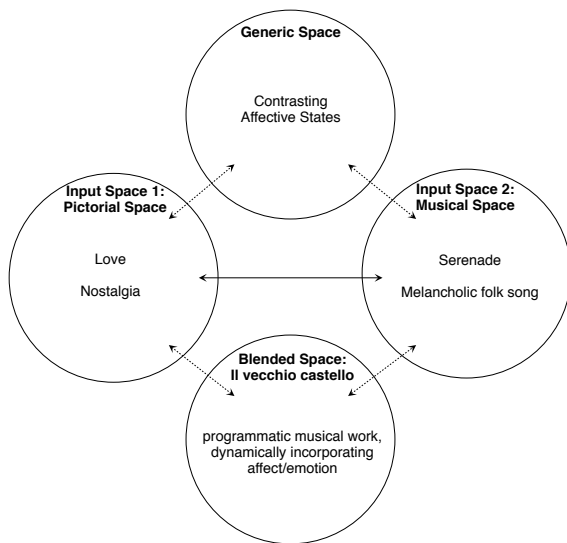 Generic Space
Contrasting
Affective States
Input Space 1:
Pictorial Space
Love
Nostalgia
Input Space 2:
Musical Space
Serenade
Melancholic folk song
Blended Space:
Il vecchio castello
programmatic musical work,
dynamically incorporating
affect/emotion